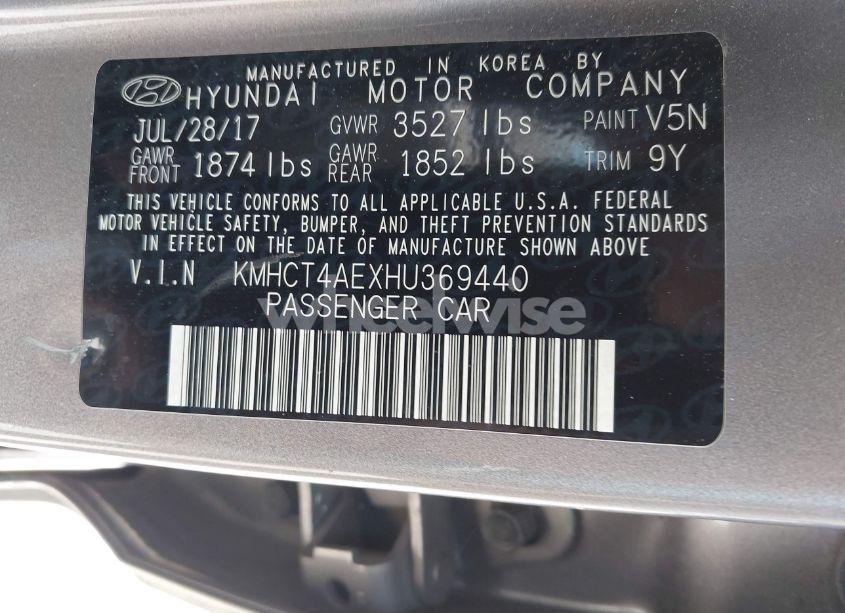 MANUFACTURED IN KOREA BY
HYUNDAI MOTOR COMPANY
JUL/28/17 GVWR 3527 lbs PAINT V5N
GAWR FRONT 1874 lbs GAWR REAR 1852 lbs TRIM 9Y
THIS VEHICLE CONFORMS TO ALL APPLICABLE U.S.A. FEDERAL
MOTOR VEHICLE SAFETY, BUMPER, AND THEFT PREVENTION STANDARDS
IN EFFECT ON THE DATE OF MANUFACTURE SHOWN ABOVE
V.I.N KMHCT4AEXHU369440
PASSENGER CAR
wheelwise